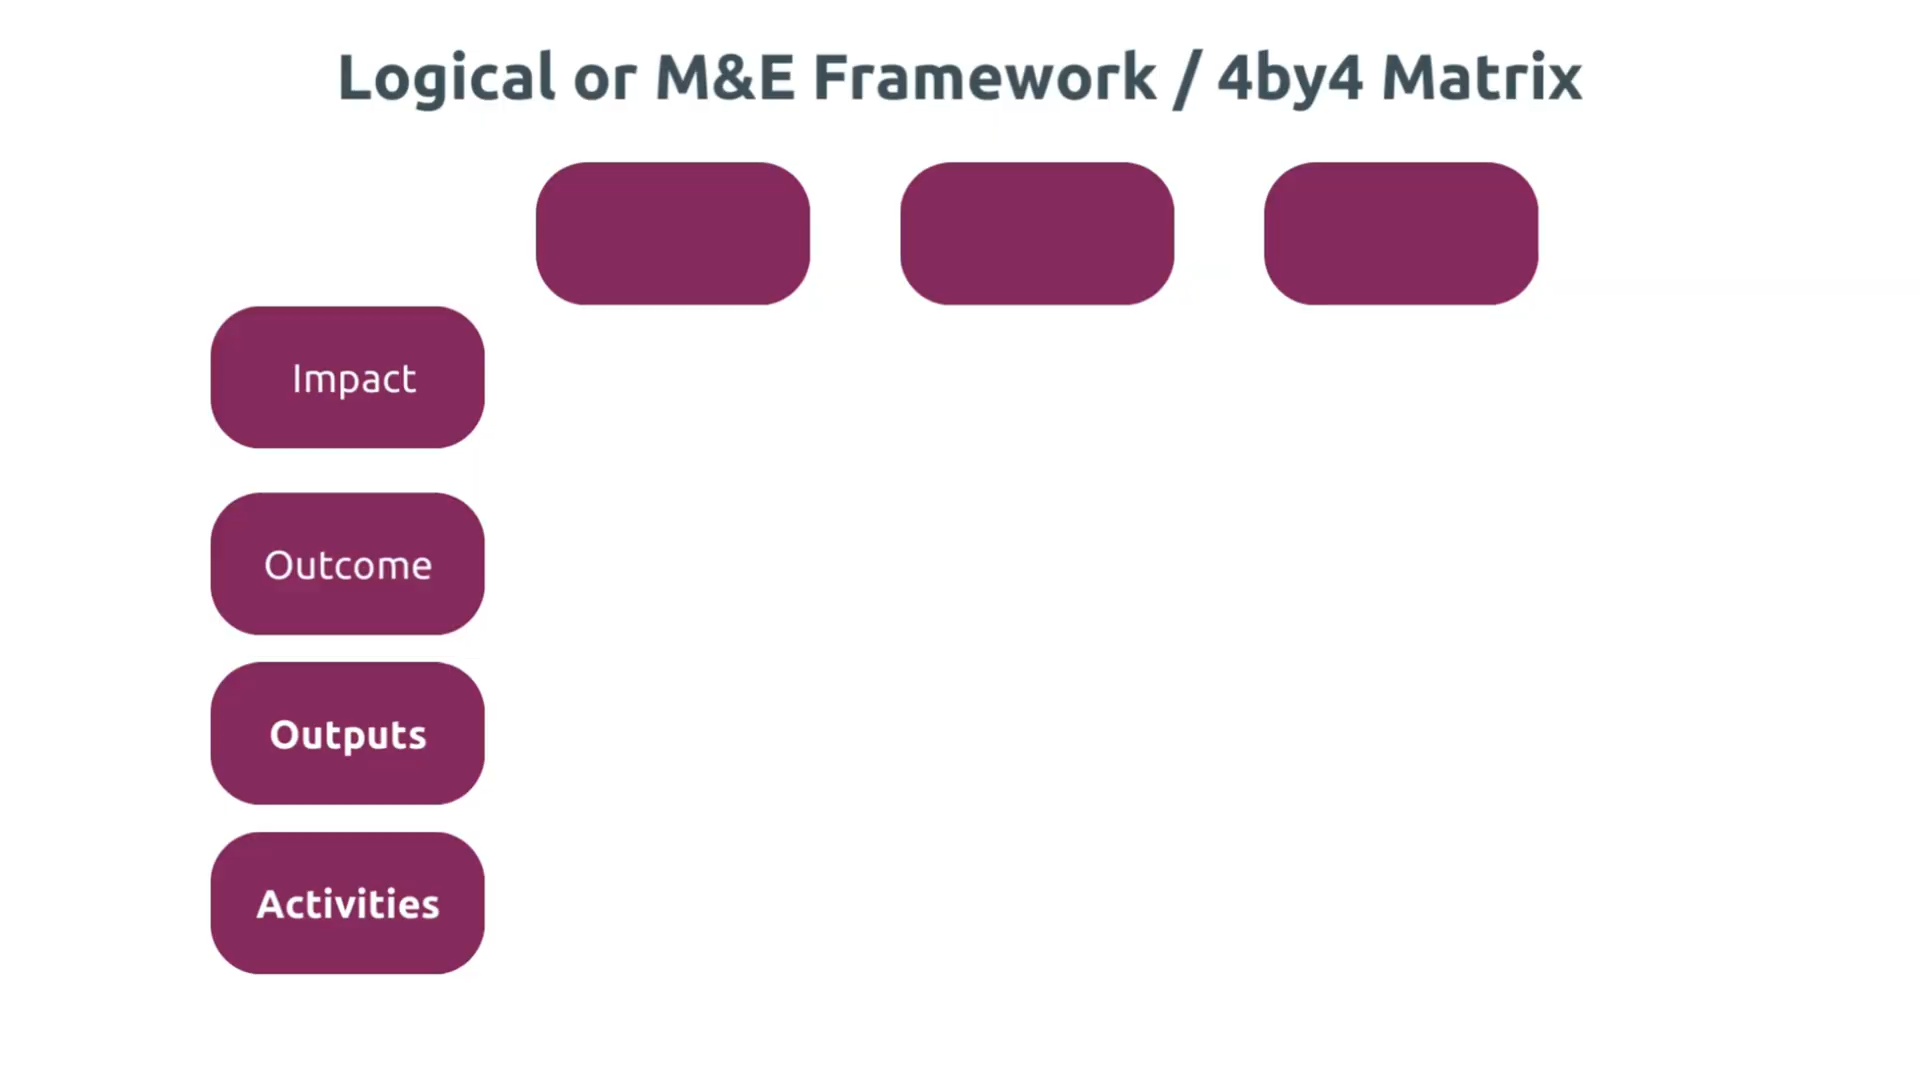 Logical or M&E Framework / 4by4 Matrix
Impact
Outcome
Outputs
Activities